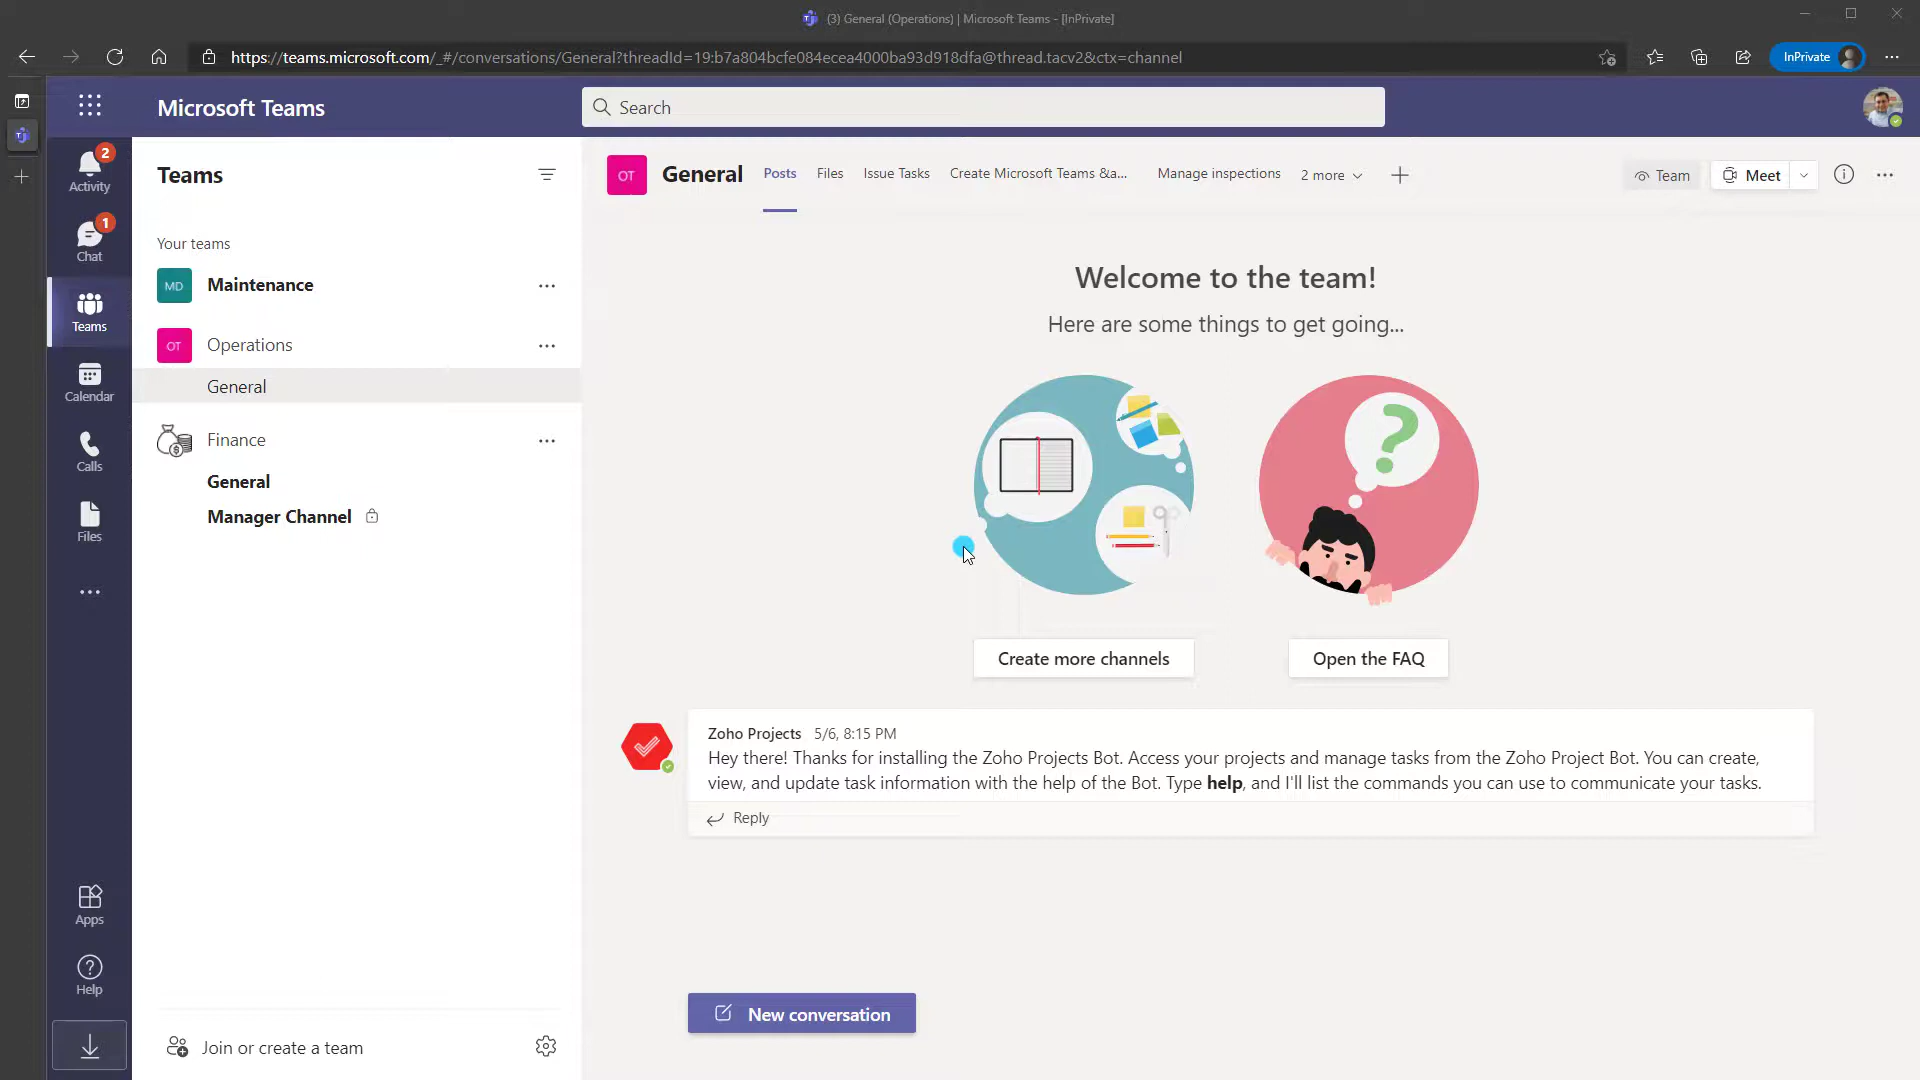 (3) General (Operations) | Microsoft Teams - [InPrivate]
https://teams.microsoft.com/_#/conversations/General?threadId=19:b7a804bcfe084ecea4000ba93d918dfa@thread.tacv2&ctx=channel
InPrivate
Microsoft Teams
Search
2
Activity
1
Chat
Teams
Calendar
Calls
Files
Apps
Help
Teams
Your teams
MD
Maintenance
OT
Operations
General
Finance
General
Manager Channel
Join or create a team
OT
General
Posts
Files
Issue Tasks
Create Microsoft Teams &a...
Manage inspections
2 more
Team
Meet
Welcome to the team!
Here are some things to get going...
Create more channels
Open the FAQ
Zoho Projects 5/6, 8:15 PM
Hey there! Thanks for installing the Zoho Projects Bot. Access your projects and manage tasks from the Zoho Project Bot. You can create,
view, and update task information with the help of the Bot. Type help, and I'll list the commands you can use to communicate your tasks.
Reply
New conversation